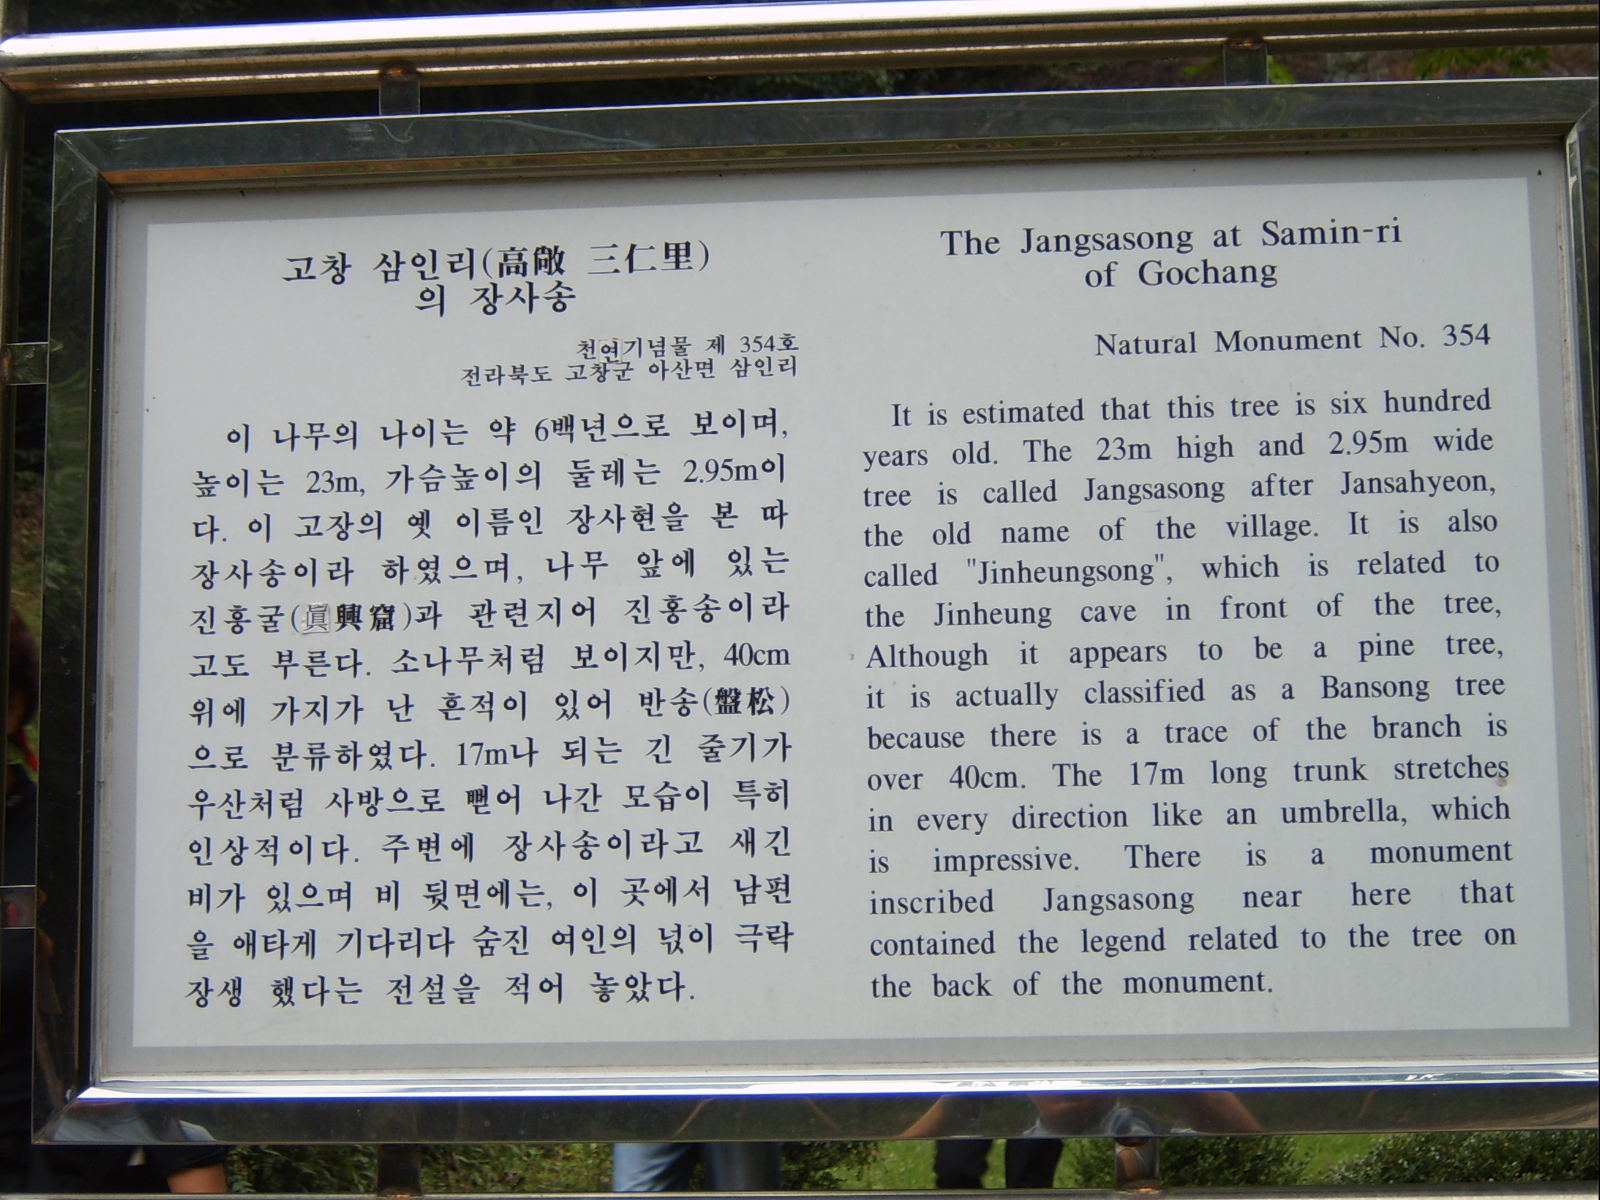 고창 삼인리(高敞 三仁里)
의 장사송
천연기념물 제 354호
전라북도 고창군 아산면 삼인리
이 나무의 나이는 약 6백년으로 보이며,
높이는 23m, 가슴높이의 둘레는 2.95m이
다. 이 고장의 옛 이름인 장사현을 본 따
장사송이라 하였으며, 나무 앞에 있는
진흥굴(眞興窟)과 관련지어 진흥송이라
고도 부른다. 소나무처럼 보이지만, 40cm
위에 가지가 난 흔적이 있어 반송(盤松)
으로 분류하였다. 17m나 되는 긴 줄기가
우산처럼 사방으로 뻗어 나간 모습이 특히
인상적이다. 주변에 장사송이라고 새긴
비가 있으며 비 뒷면에는, 이 곳에서 남편
을 애타게 기다리다 숨진 여인의 넋이 극락
장생 했다는 전설을 적어 놓았다.
The Jangsasong at Samin-ri
of Gochang
Natural Monument No. 354
It is estimated that this tree is six hundred
years old. The 23m high and 2.95m wide
tree is called Jangsasong after Jansahyeon,
the old name of the village. It is also
called "Jinheungsong", which is related to
the Jinheung cave in front of the tree,
Although it appears to be a pine tree,
it is actually classified as a Bansong tree
because there is a trace of the branch is
over 40cm. The 17m long trunk stretches
in every direction like an umbrella, which
is impressive. There is a monument
inscribed Jangsasong near here that
contained the legend related to the tree on
the back of the monument.